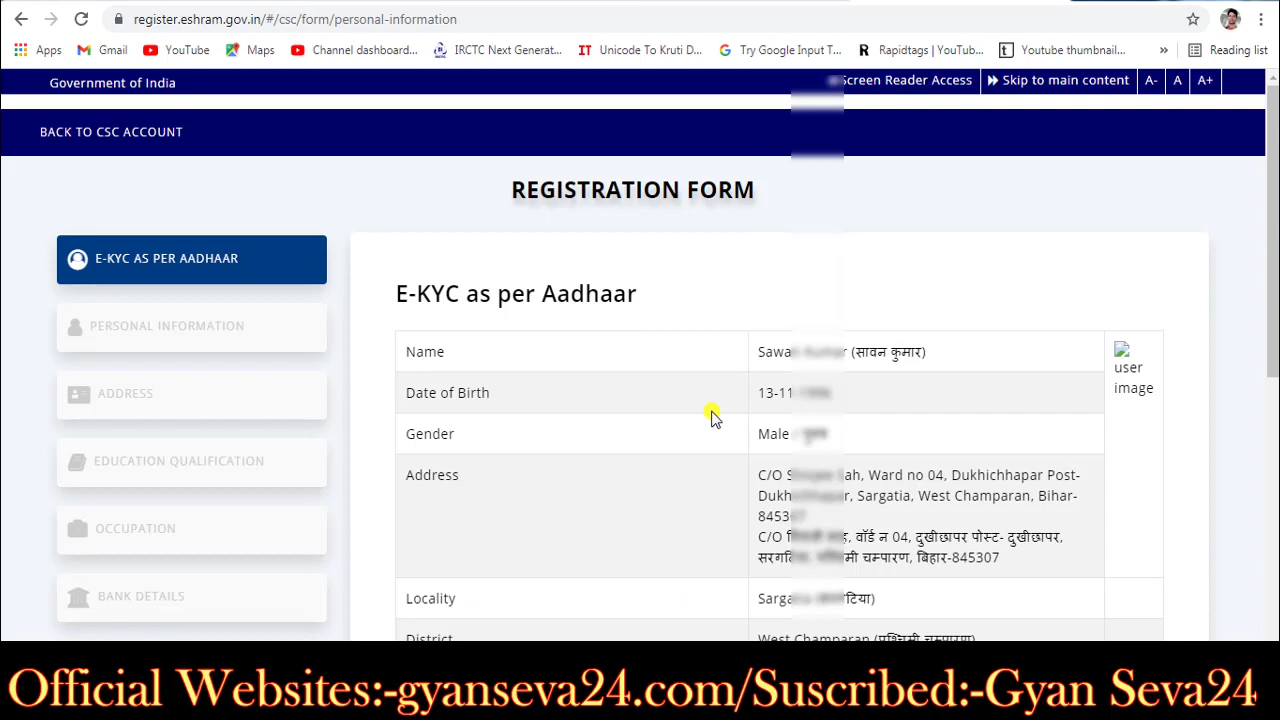 register.eshram.gov.in/#/csc/form/personal-information
Apps Gmail YouTube Maps Channel dashboard... IRCTC Next Generat... Unicode To Kruti D... Try Google Input T... Rapidtags | YouTub... Youtube thumbnail... » Reading list
Government of India
Screen Reader Access Skip to main content A- A A+
BACK TO CSC ACCOUNT
REGISTRATION FORM
E-KYC AS PER AADHAAR
PERSONAL INFORMATION
ADDRESS
EDUCATION QUALIFICATION
OCCUPATION
BANK DETAILS
E-KYC as per Aadhaar
Name (सावन कुमार)
user image
Date of Birth 13-11
Gender Male
Address C/O Sah, Ward no 04, Dukhichhapar Post-
Sargatia, West Champaran, Bihar-
C/O वॉर्ड न 04, दुखीछापर पोस्ट- दुखीछापर,
बिहार-845307
Locality
District West Champaran (पश्चिमी चम्पारण)
Official Websites:-gyanseva24.com/Suscribed:-Gyan Seva24